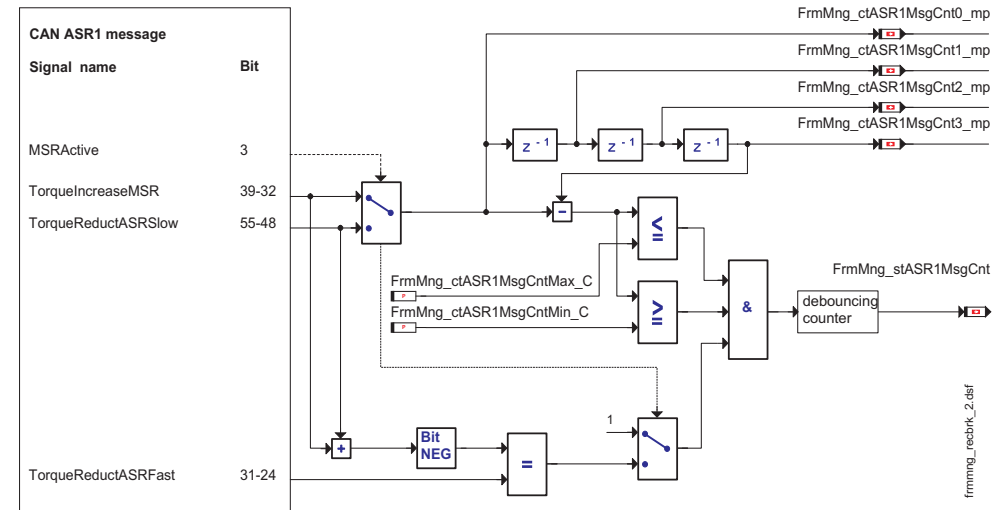 CAN ASR1 message
Signal name Bit
MSRActive 3
TorqueIncreaseMSR 39-32
TorqueReductASRSlow 55-48
TorqueReductASRFast 31-24
FrmMng_ctASR1MsgCnt0_mp
FrmMng_ctASR1MsgCnt1_mp
FrmMng_ctASR1MsgCnt2_mp
FrmMng_ctASR1MsgCnt3_mp
z -1 z -1 z -1
-
<=
FrmMng_ctASR1MsgCntMax_C
P
FrmMng_ctASR1MsgCntMin_C
P
>=
&
FrmMng_stASR1MsgCnt
debouncing
counter
1
+
Bit
NEG
=
frmmng_recbrk_2.dsf